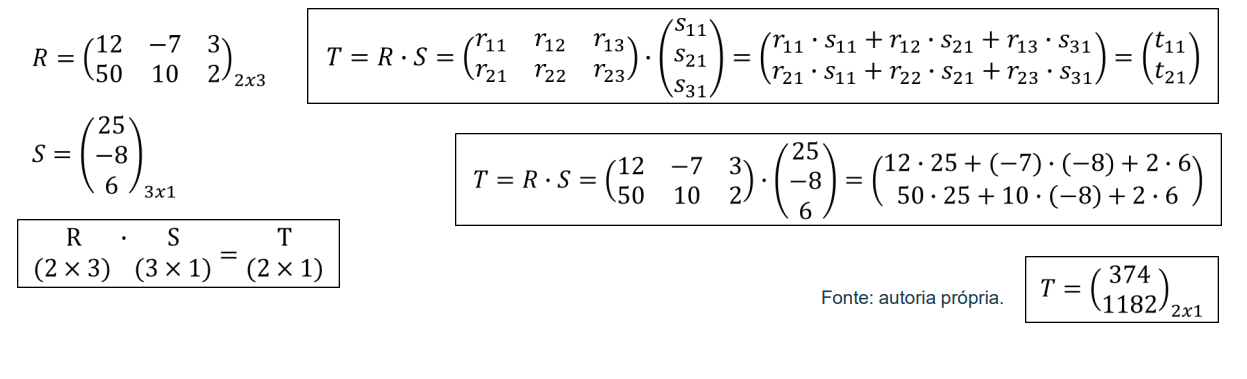 R = (12 −7 3
50 10 2)₂ₓ₃
S = (25
−8
6)₃ₓ₁
R · S = T
(2 × 3) (3 × 1) (2 × 1)
T = R · S = (r₁₁ r₁₂ r₁₃
r₂₁ r₂₂ r₂₃) · (s₁₁
s₂₁
s₃₁) = (r₁₁ · s₁₁ + r₁₂ · s₂₁ + r₁₃ · s₃₁
r₂₁ · s₁₁ + r₂₂ · s₂₁ + r₂₃ · s₃₁) = (t₁₁
t₂₁)
T = R · S = (12 −7 3
50 10 2) · (25
−8
6) = (12 · 25 + (−7) · (−8) + 2 · 6
50 · 25 + 10 · (−8) + 2 · 6)
Fonte: autoria própria.
T = (374
1182)₂ₓ₁